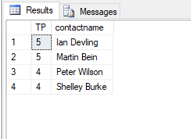 Results Messages
TP contactname
1 5 Ian Devling
2 5 Martin Bein
3 4 Peter Wilson
4 4 Shelley Burke